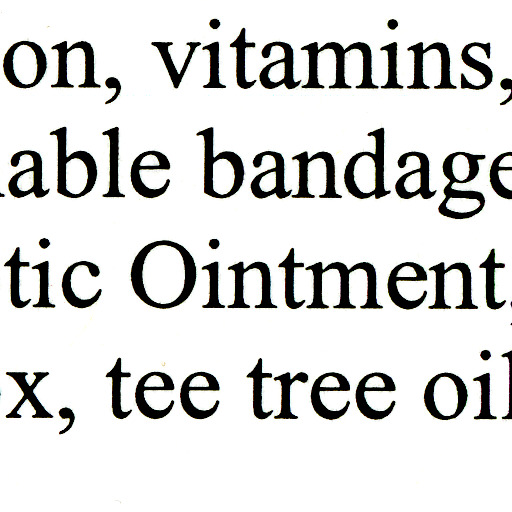 on, vitamins,
able bandage
tic Ointment,
x, tee tree oil